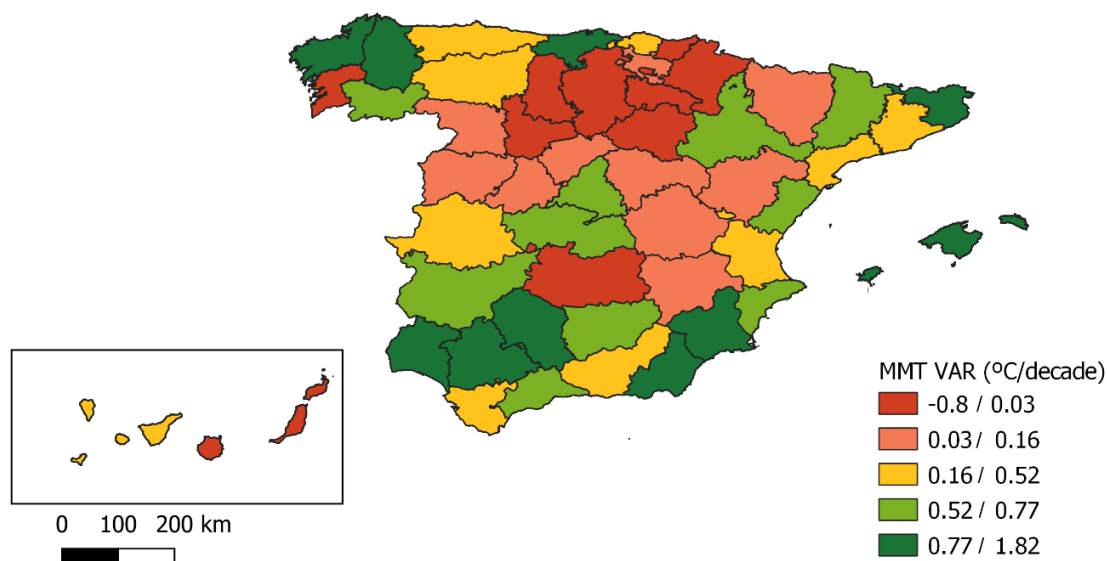 MMT VAR (ºC/decade)
-0.8 / 0.03
0.03 / 0.16
0.16 / 0.52
0.52 / 0.77
0.77 / 1.82
0 100 200 km